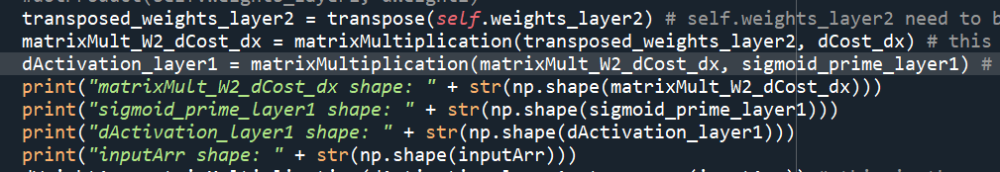 transposed_weights_layer2 = transpose(self.weights_layer2) # self.weights_layer2 need to b
matrixMult_W2_dCost_dx = matrixMultiplication(transposed_weights_layer2, dCost_dx) # this
dActivation_layer1 = matrixMultiplication(matrixMult_W2_dCost_dx, sigmoid_prime_layer1) #
print("matrixMult_W2_dCost_dx shape: " + str(np.shape(matrixMult_W2_dCost_dx)))
print("sigmoid_prime_layer1 shape: " + str(np.shape(sigmoid_prime_layer1)))
print("dActivation_layer1 shape: " + str(np.shape(dActivation_layer1)))
print("inputArr shape: " + str(np.shape(inputArr)))